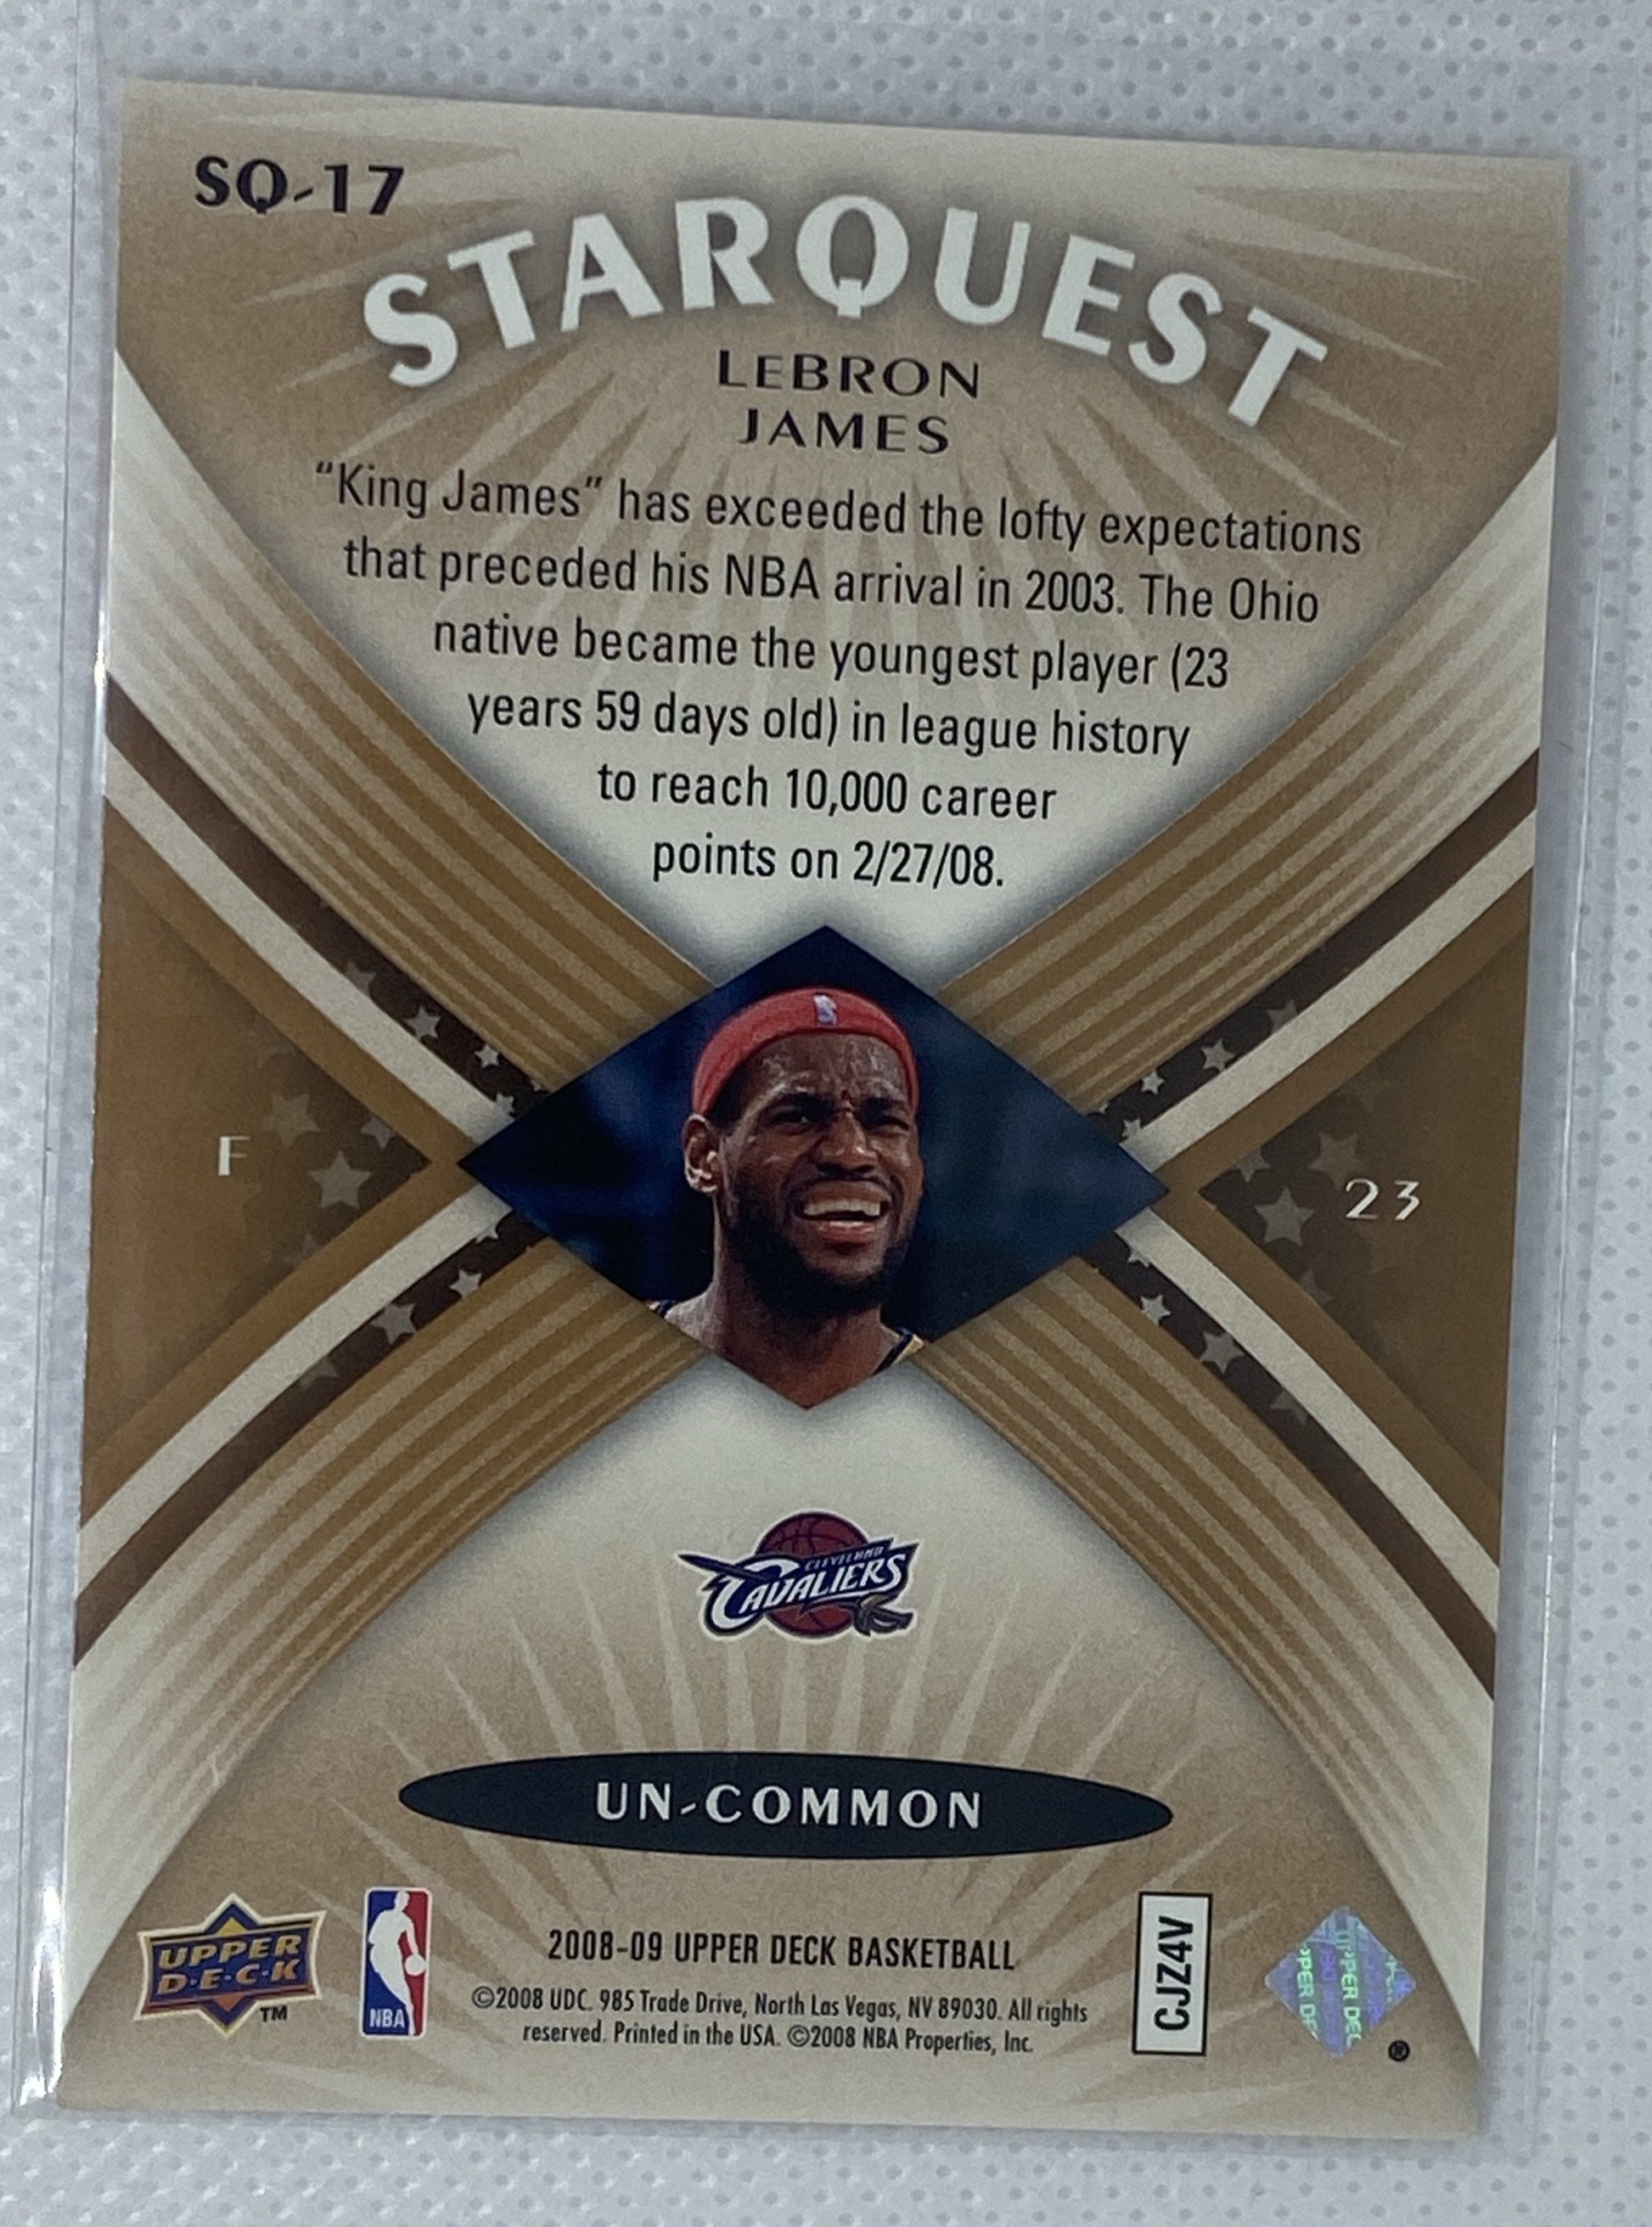 SQ-17
STARQUEST
LEBRON
JAMES
"King James" has exceeded the lofty expectations
that preceded his NBA arrival in 2003. The Ohio
native became the youngest player (23
years 59 days old) in league history
to reach 10,000 career
points on 2/27/08.
F
23
CLEVELAND
CAVALIERS
UN-COMMON
UPPER
D·E·C·K
TM
NBA
2008-09 UPPER DECK BASKETBALL
©2008 UDC. 985 Trade Drive, North Las Vegas, NV 89030. All rights
reserved. Printed in the USA. ©2008 NBA Properties, Inc.
CJZ4V
UPPER DEC
®